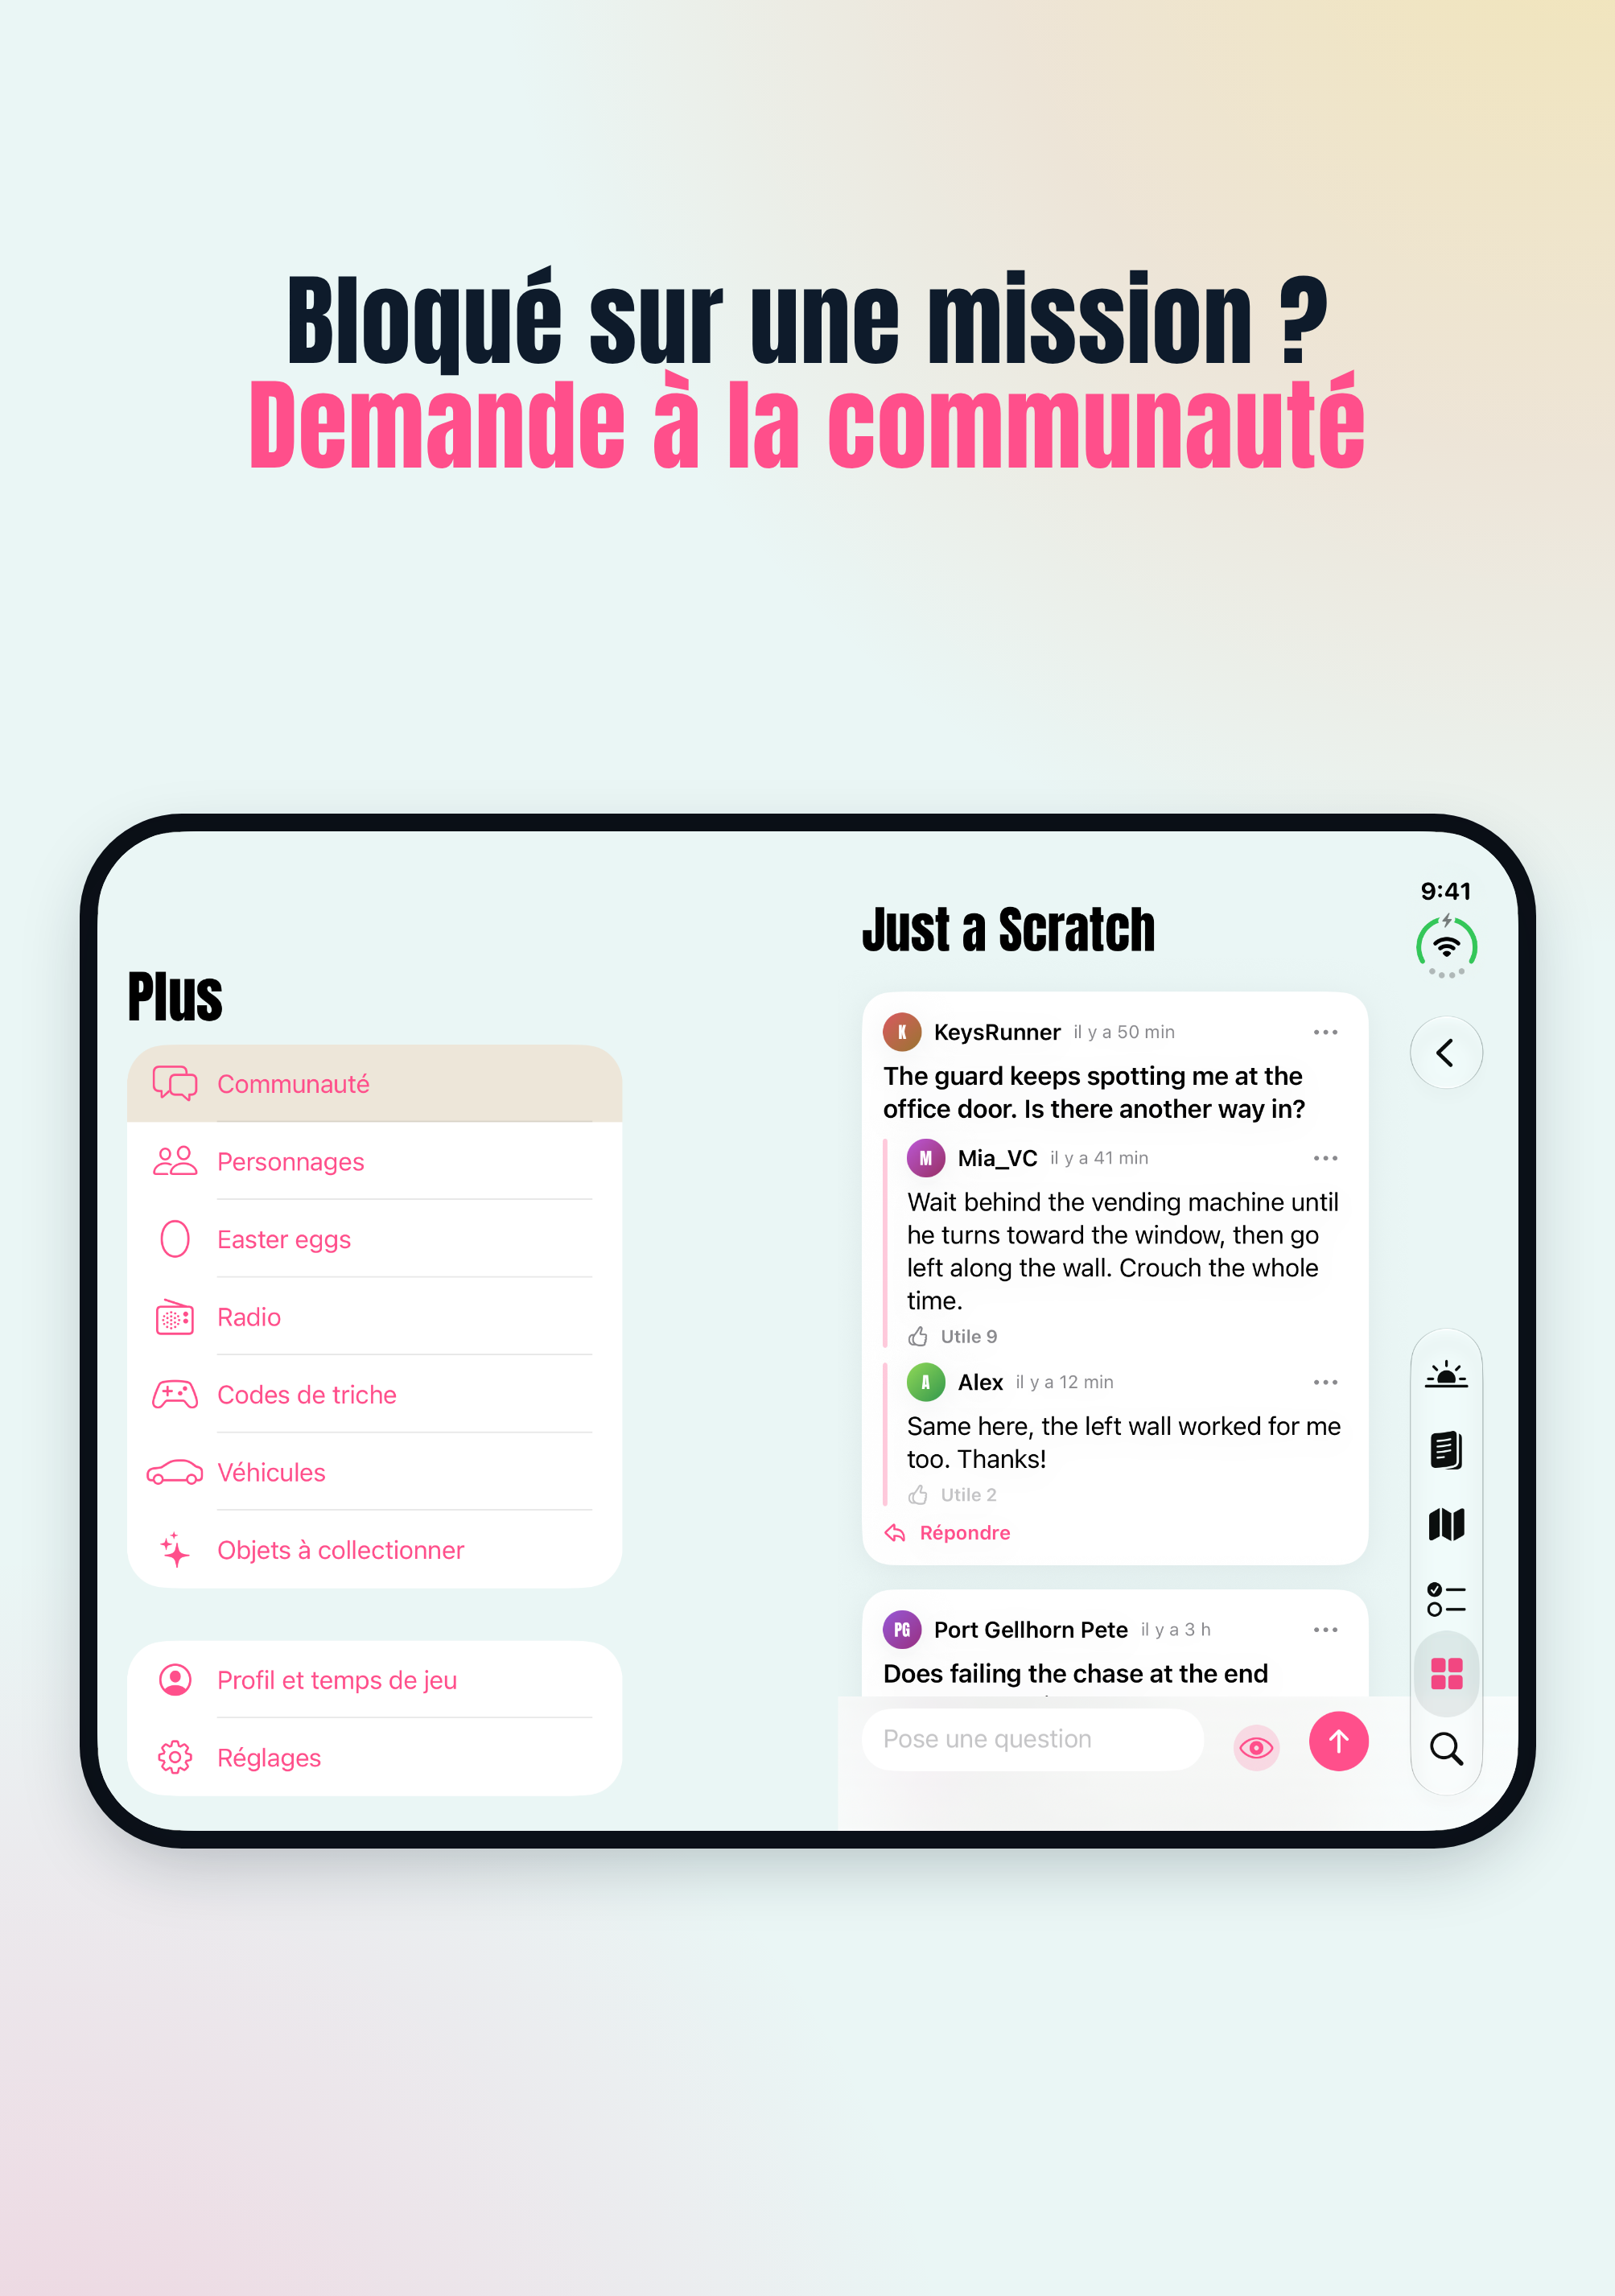 Bloqué sur une mission ?
Demande à la communauté
Plus
Communauté
Personnages
Easter eggs
Radio
Codes de triche
Véhicules
Objets à collectionner
Profil et temps de jeu
Réglages
Just a Scratch
K KeysRunner il y a 50 min
The guard keeps spotting me at the
office door. Is there another way in?
M Mia_VC il y a 41 min
Wait behind the vending machine until
he turns toward the window, then go
left along the wall. Crouch the whole
time.
Utile 9
A Alex il y a 12 min
Same here, the left wall worked for me
too. Thanks!
Utile 2
Répondre
PG Port Gellhorn Pete il y a 3 h
Does failing the chase at the end
Pose une question
9:41